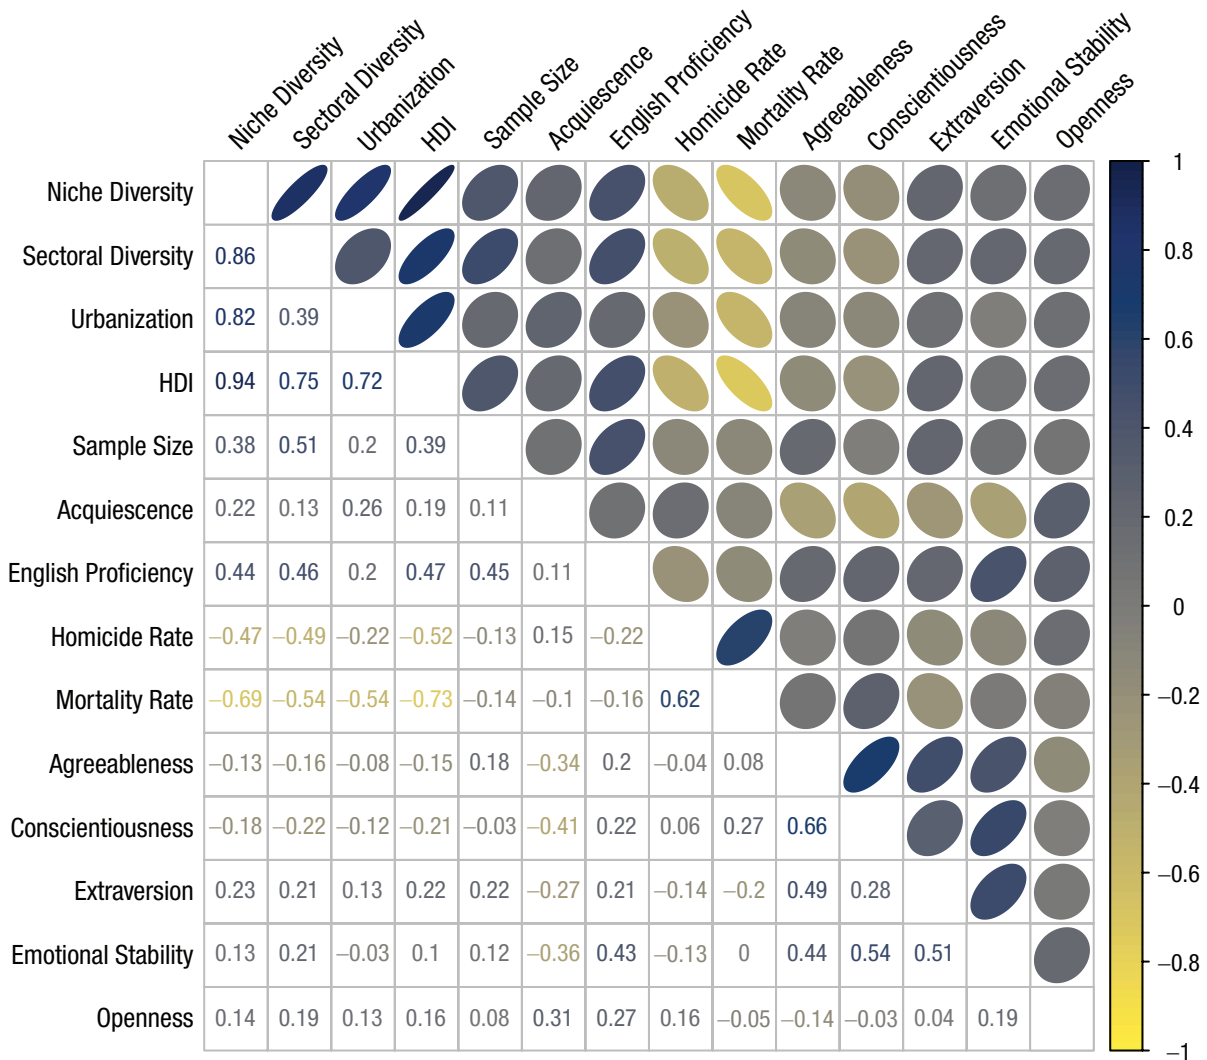 Niche Diversity
Sectoral Diversity
Urbanization
HDI
Sample Size
Acquiescence
English Proficiency
Homicide Rate
Mortality Rate
Agreeableness
Conscientiousness
Extraversion
Emotional Stability
Openness
Niche Diversity
Sectoral Diversity 0.86
Urbanization 0.82 0.39
HDI 0.94 0.75 0.72
Sample Size 0.38 0.51 0.2 0.39
Acquiescence 0.22 0.13 0.26 0.19 0.11
English Proficiency 0.44 0.46 0.2 0.47 0.45 0.11
Homicide Rate −0.47 −0.49 −0.22 −0.52 −0.13 0.15 −0.22
Mortality Rate −0.69 −0.54 −0.54 −0.73 −0.14 −0.1 −0.16 0.62
Agreeableness −0.13 −0.16 −0.08 −0.15 0.18 −0.34 0.2 −0.04 0.08
Conscientiousness −0.18 −0.22 −0.12 −0.21 −0.03 −0.41 0.22 0.06 0.27 0.66
Extraversion 0.23 0.21 0.13 0.22 0.22 −0.27 0.21 −0.14 −0.2 0.49 0.28
Emotional Stability 0.13 0.21 −0.03 0.1 0.12 −0.36 0.43 −0.13 0 0.44 0.54 0.51
Openness 0.14 0.19 0.13 0.16 0.08 0.31 0.27 0.16 −0.05 −0.14 −0.03 0.04 0.19
1
0.8
0.6
0.4
0.2
0
−0.2
−0.4
−0.6
−0.8
−1